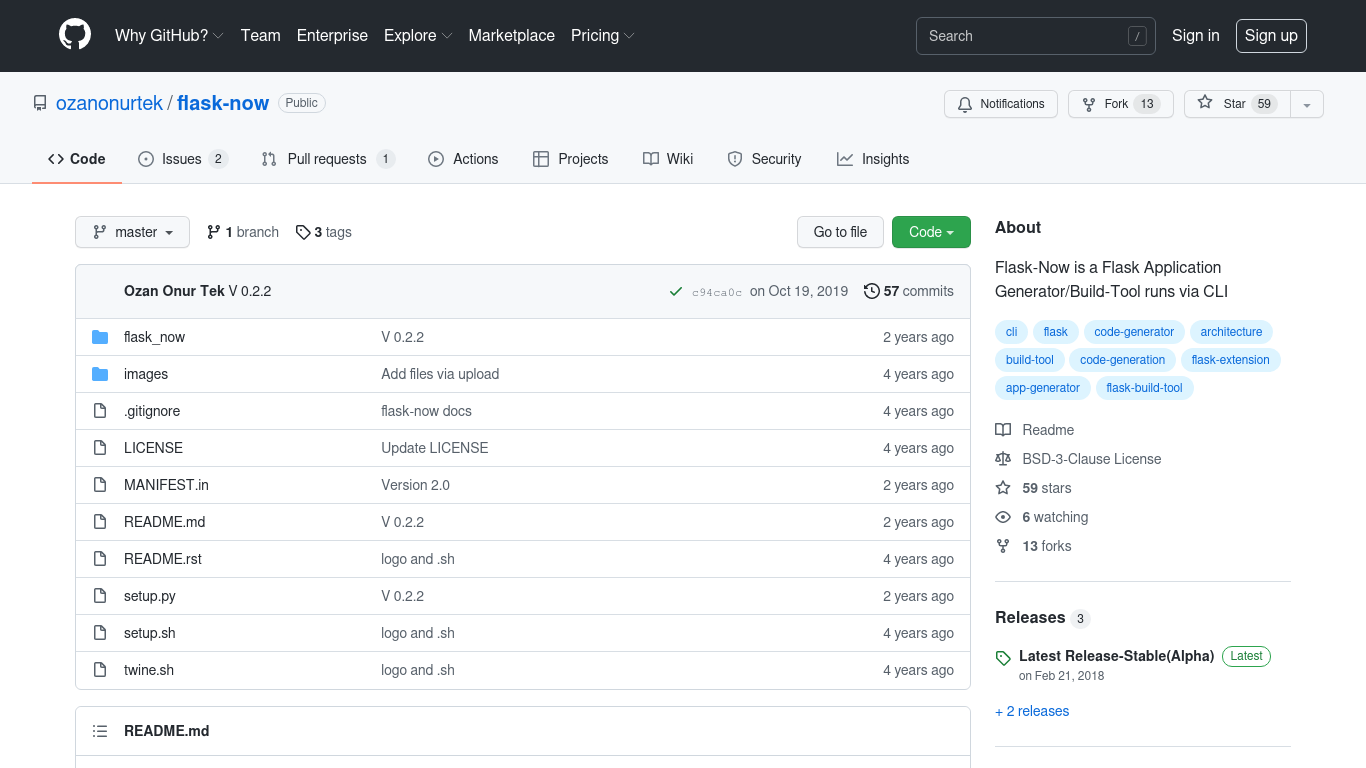 Why GitHub? Team Enterprise Explore Marketplace Pricing Search / Sign in Sign up
ozanonurtek / flask-now Public Notifications Fork 13 Star 59
Code Issues 2 Pull requests 1 Actions Projects Wiki Security Insights
master 1 branch 3 tags Go to file Code
Ozan Onur Tek V 0.2.2 c94ca0c on Oct 19, 2019 57 commits
flask_now V 0.2.2 2 years ago
images Add files via upload 4 years ago
.gitignore flask-now docs 4 years ago
LICENSE Update LICENSE 4 years ago
MANIFEST.in Version 2.0 2 years ago
README.md V 0.2.2 2 years ago
README.rst logo and .sh 4 years ago
setup.py V 0.2.2 2 years ago
setup.sh logo and .sh 4 years ago
twine.sh logo and .sh 4 years ago
README.md
About
Flask-Now is a Flask Application
Generator/Build-Tool runs via CLI
cli flask code-generator architecture
build-tool code-generation flask-extension
app-generator flask-build-tool
Readme
BSD-3-Clause License
59 stars
6 watching
13 forks
Releases 3
Latest Release-Stable(Alpha) Latest
on Feb 21, 2018
+ 2 releases